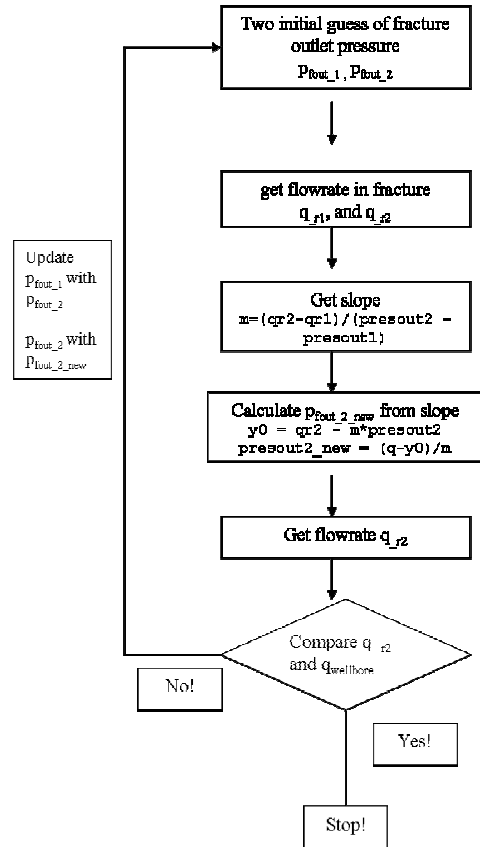 Two initial guess of fracture
outlet pressure
Pfout_1 , Pfout_2
get flowrate in fracture
q_r1, and q_r2
Get slope
m=(qr2-qr1)/(presout2 -
presout1)
Calculate pfout_2_new from slope
y0 = qr2 - m*presout2
presout2_new = (q-y0)/m
Get flowrate q_r2
Compare q_r2
and qwellbore
No!
Yes!
Stop!
Update
pfout_1 with
pfout_2
pfout_2 with
pfout_2_new